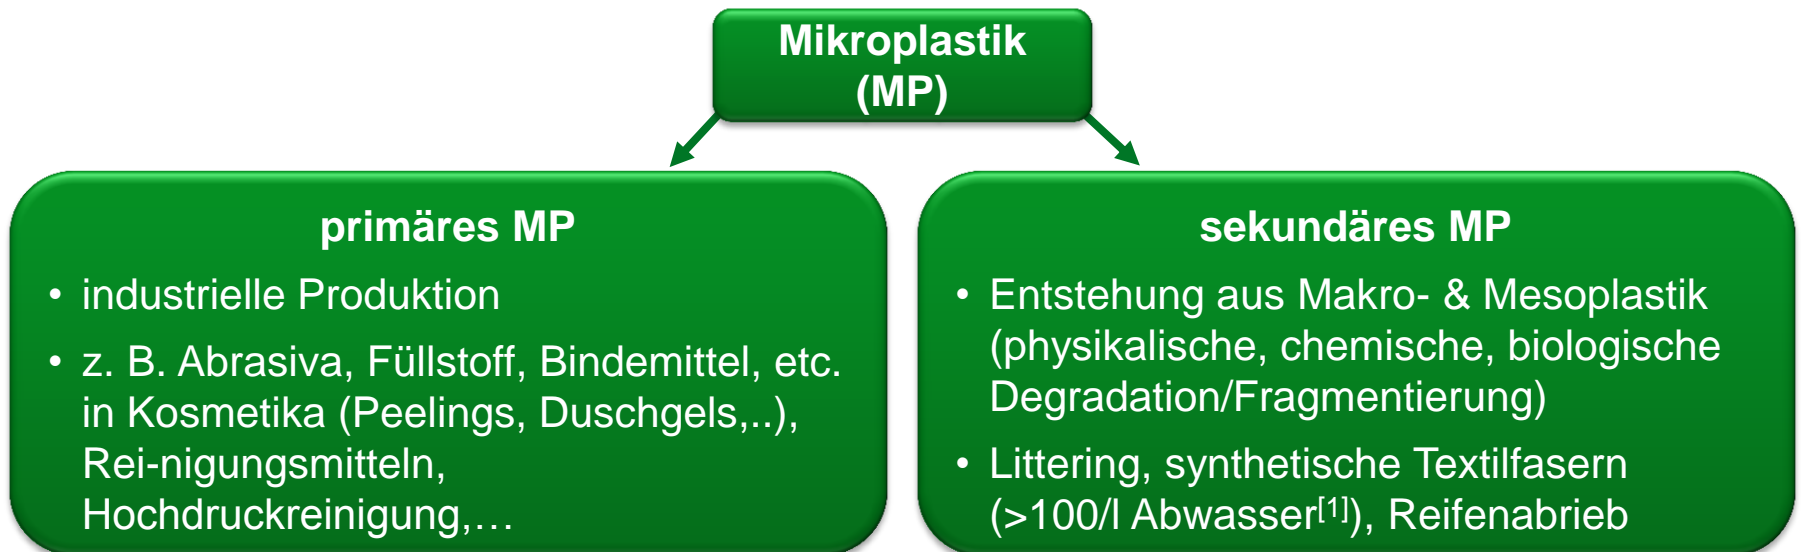 Mikroplastik
(MP)
primäres MP
• industrielle Produktion
• z. B. Abrasiva, Füllstoff, Bindemittel, etc.
in Kosmetika (Peelings, Duschgels,..),
Rei-nigungsmitteln,
Hochdruckreinigung,…
sekundäres MP
• Entstehung aus Makro- & Mesoplastik
(physikalische, chemische, biologische
Degradation/Fragmentierung)
• Littering, synthetische Textilfasern
(>100/l Abwasser[1]), Reifenabrieb